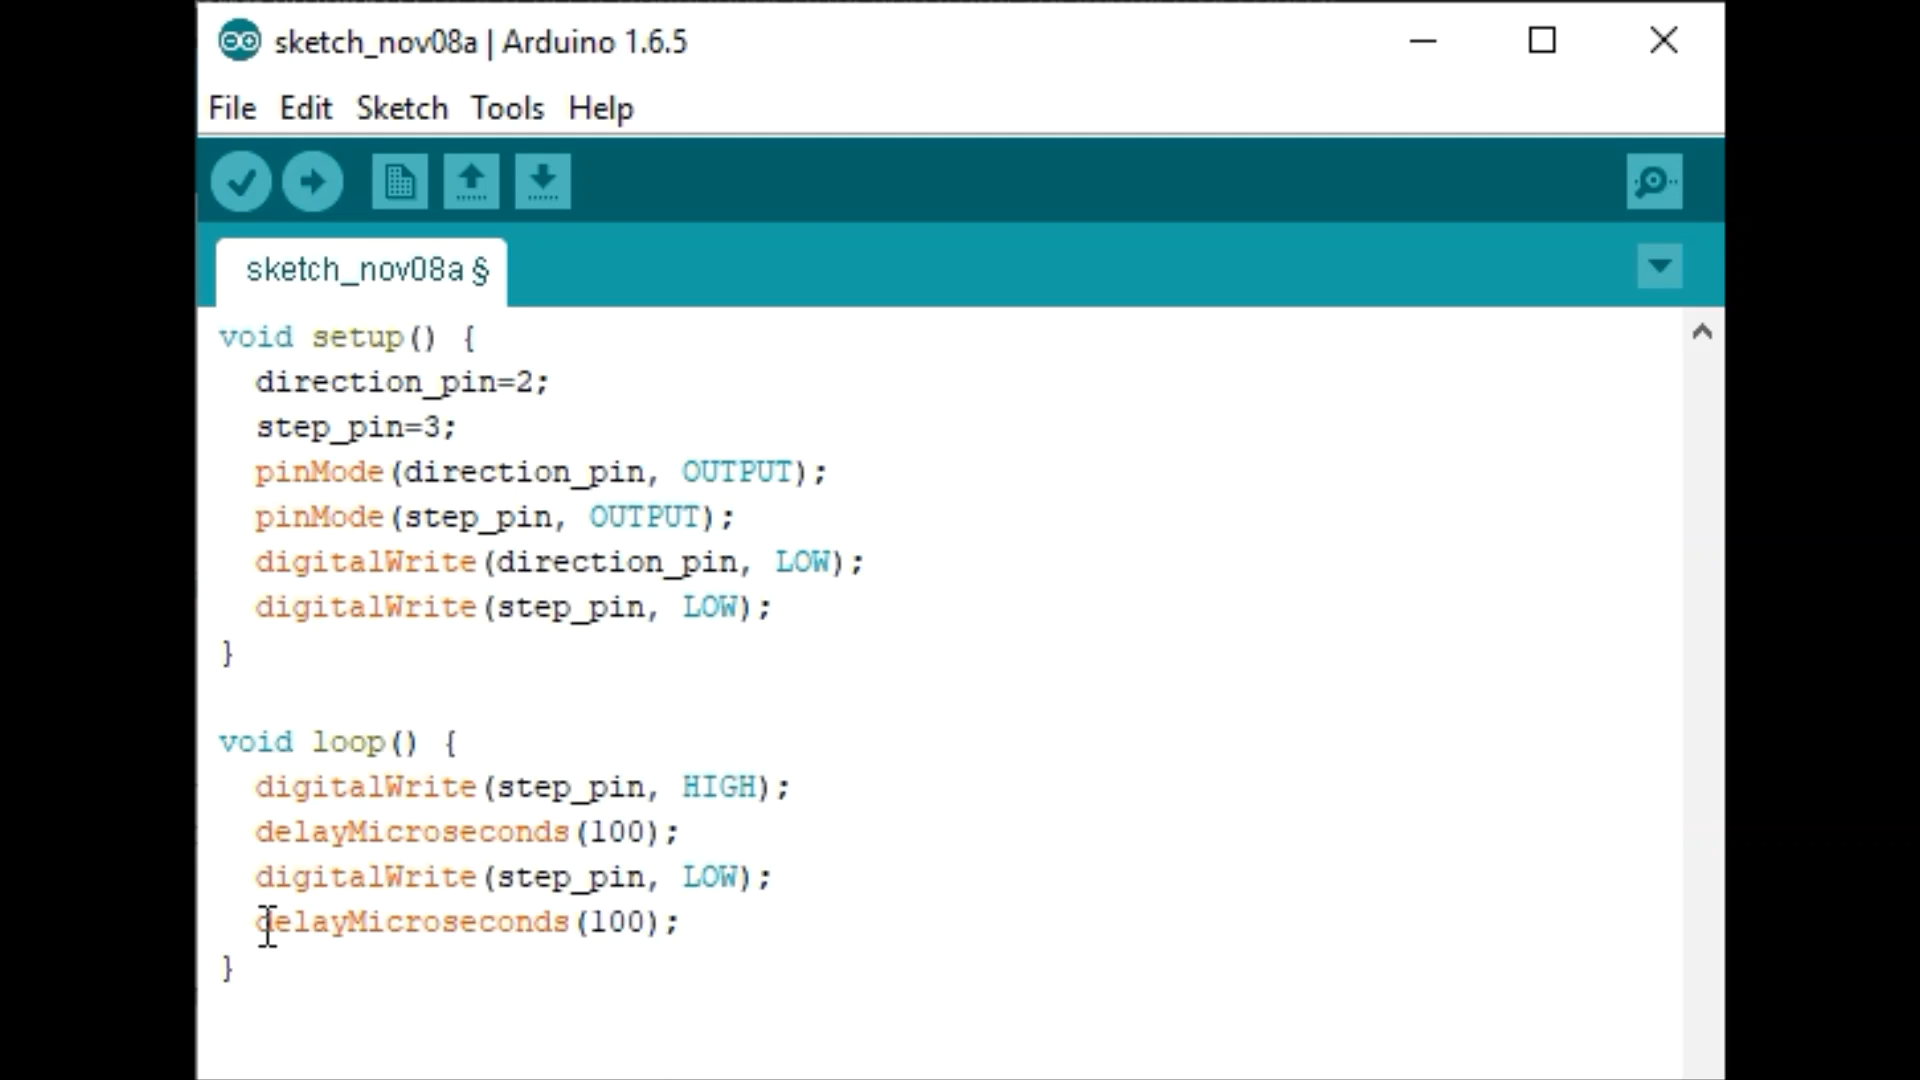 sketch_nov08a | Arduino 1.6.5
File Edit Sketch Tools Help
sketch_nov08a §
void setup() {
  direction_pin=2;
  step_pin=3;
  pinMode(direction_pin, OUTPUT);
  pinMode(step_pin, OUTPUT);
  digitalWrite(direction_pin, LOW);
  digitalWrite(step_pin, LOW);
}
void loop() {
  digitalWrite(step_pin, HIGH);
  delayMicroseconds(100);
  digitalWrite(step_pin, LOW);
  delayMicroseconds(100);
}